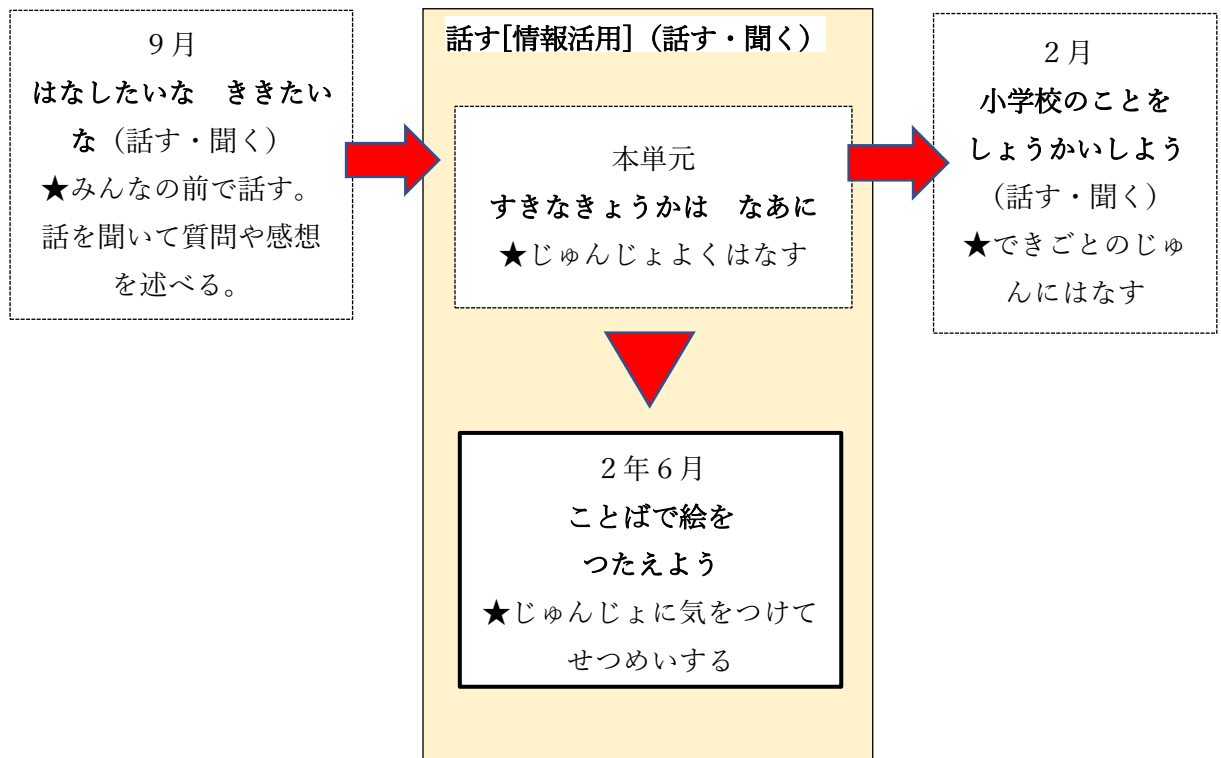 9月
はなしたいな　ききたい
な（話す・聞く）
★みんなの前で話す。
話を聞いて質問や感想
を述べる。
話す[情報活用]（話す・聞く）
本単元
すきなきょうかは　なあに
★じゅんじょよくはなす
2年6月
ことばで絵を
つたえよう
★じゅんじょに気をつけて
せつめいする
2月
小学校のことを
しょうかいしよう
（話す・聞く）
★できごとのじゅ
んにはなす